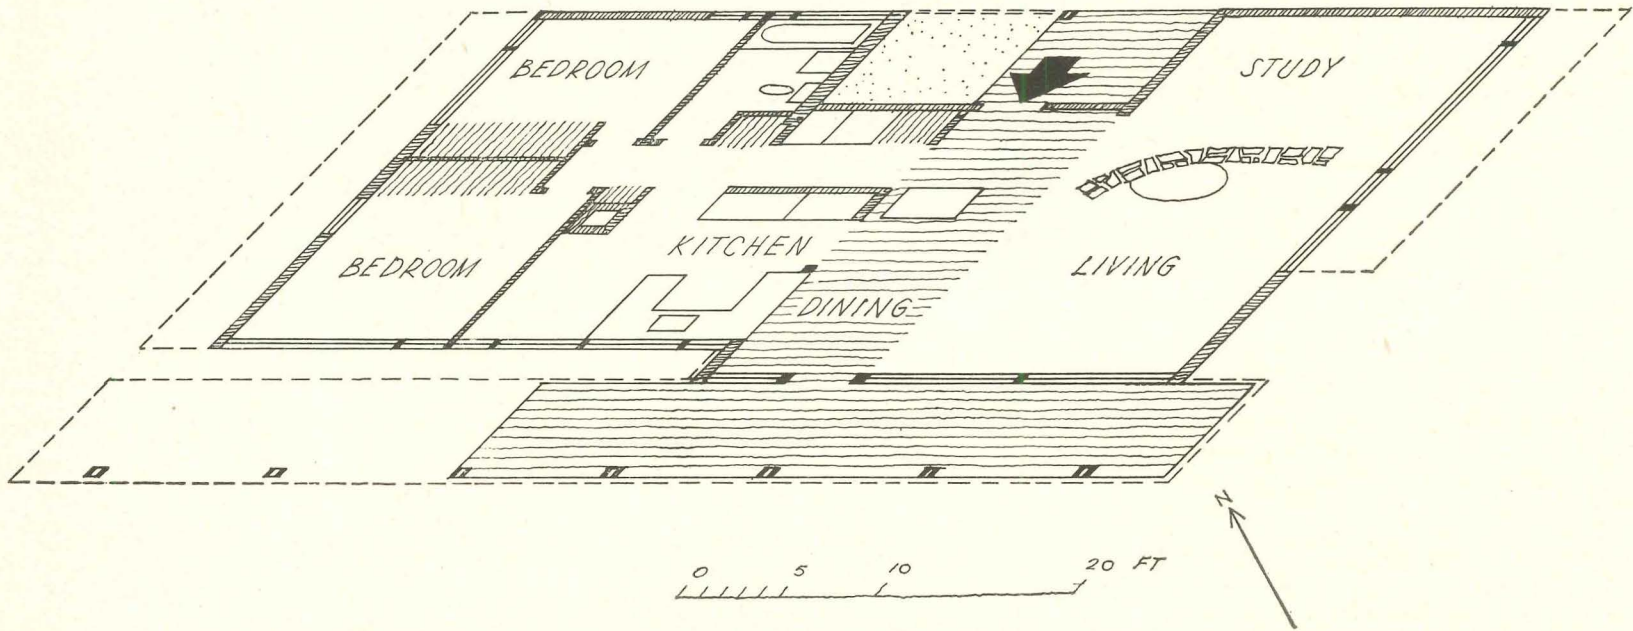 BEDROOM
STUDY
KITCHEN
BEDROOM
LIVING
DINING
N
0 5 10 20 FT